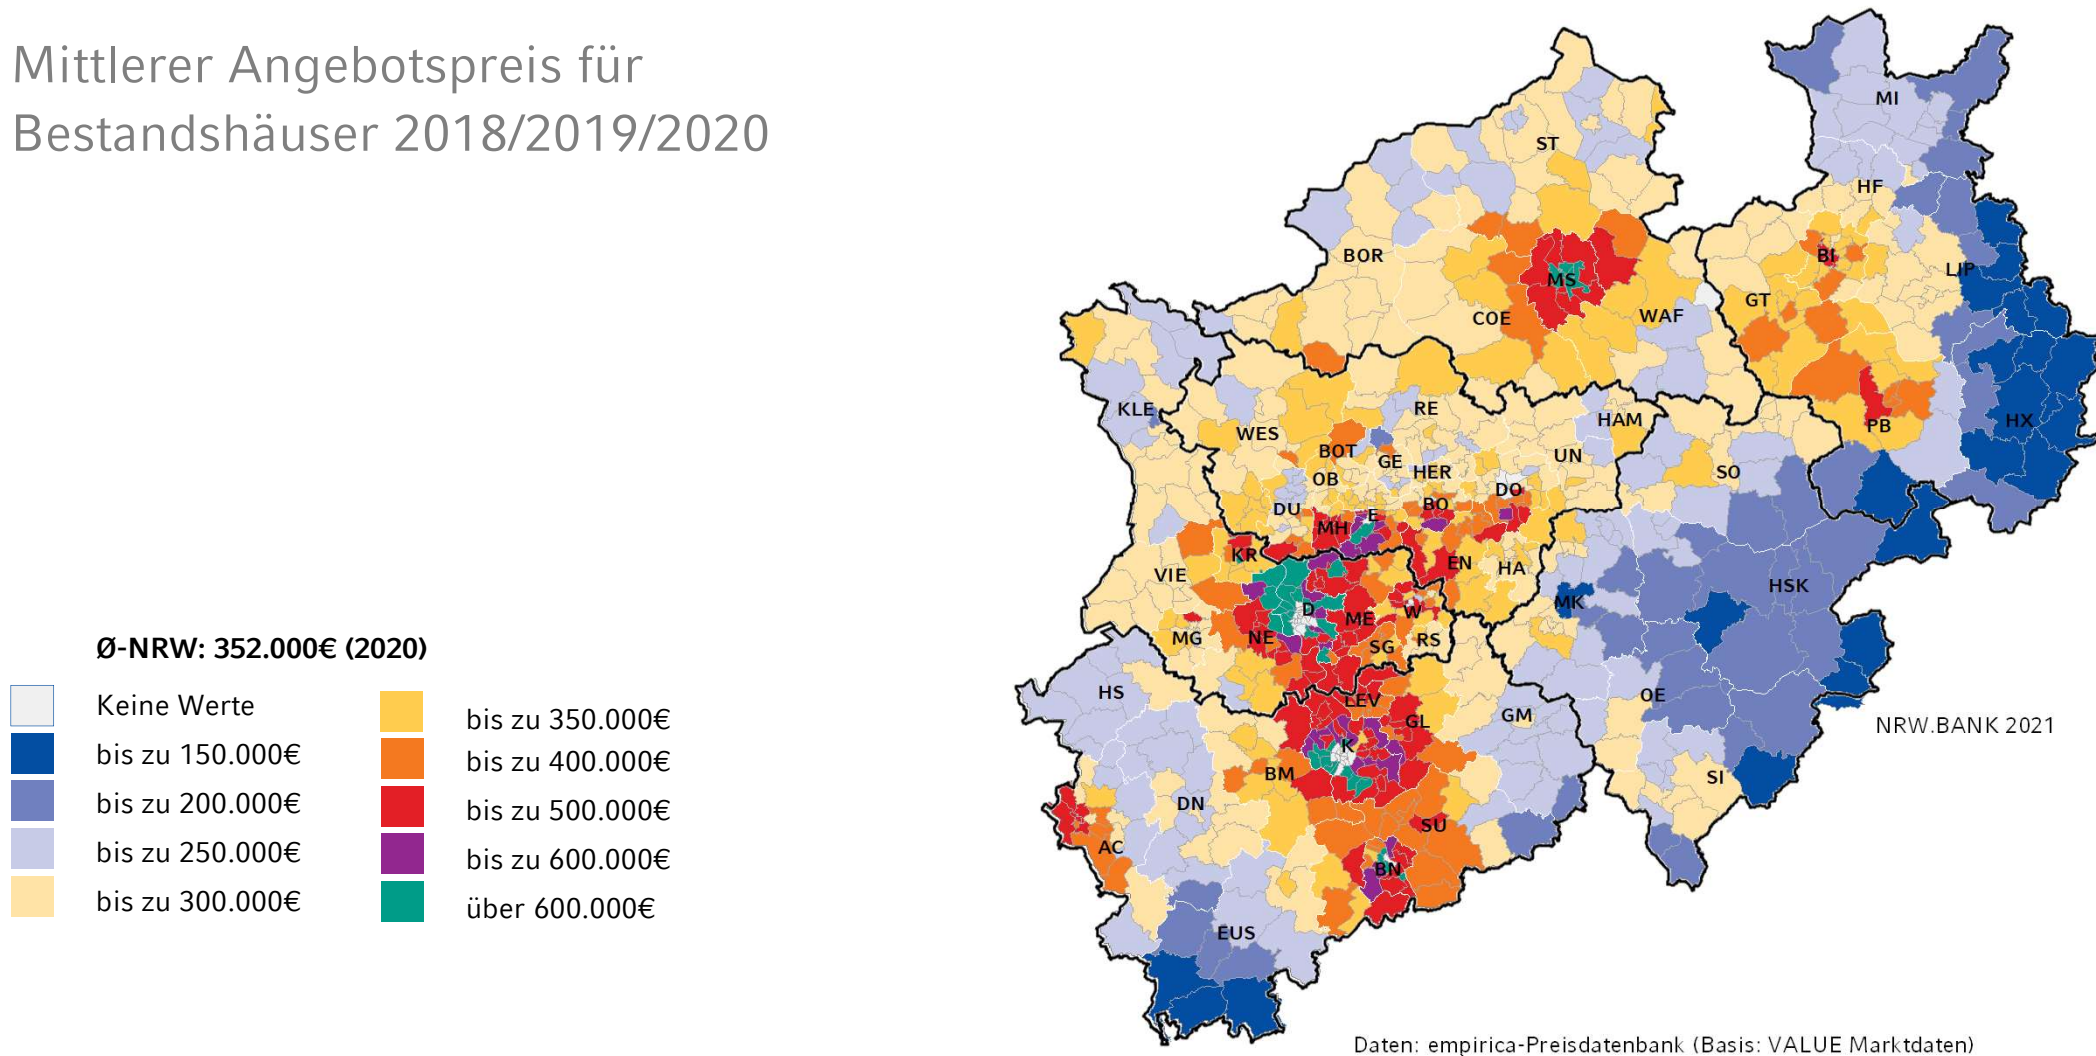 Mittlerer Angebotspreis für
Bestandshäuser 2018/2019/2020
Ø-NRW: 352.000€ (2020)
Keine Werte
bis zu 150.000€
bis zu 200.000€
bis zu 250.000€
bis zu 300.000€
bis zu 350.000€
bis zu 400.000€
bis zu 500.000€
bis zu 600.000€
über 600.000€
MI
ST
HF
BOR
BI
LIP
MS
GT
COE
WAF
KLE
RE
HAM
HX
WES
PB
BOT
GE
UN
HER
SO
OB
DO
DU
BO
E
MH
KR
EN
HA
VIE
HSK
MK
D
W
ME
NE
MG
RS
SG
HS
OE
LEV
GM
GL
K
BM
SI
DN
SU
AC
BN
EUS
NRW.BANK 2021
Daten: empirica-Preisdatenbank (Basis: VALUE Marktdaten)